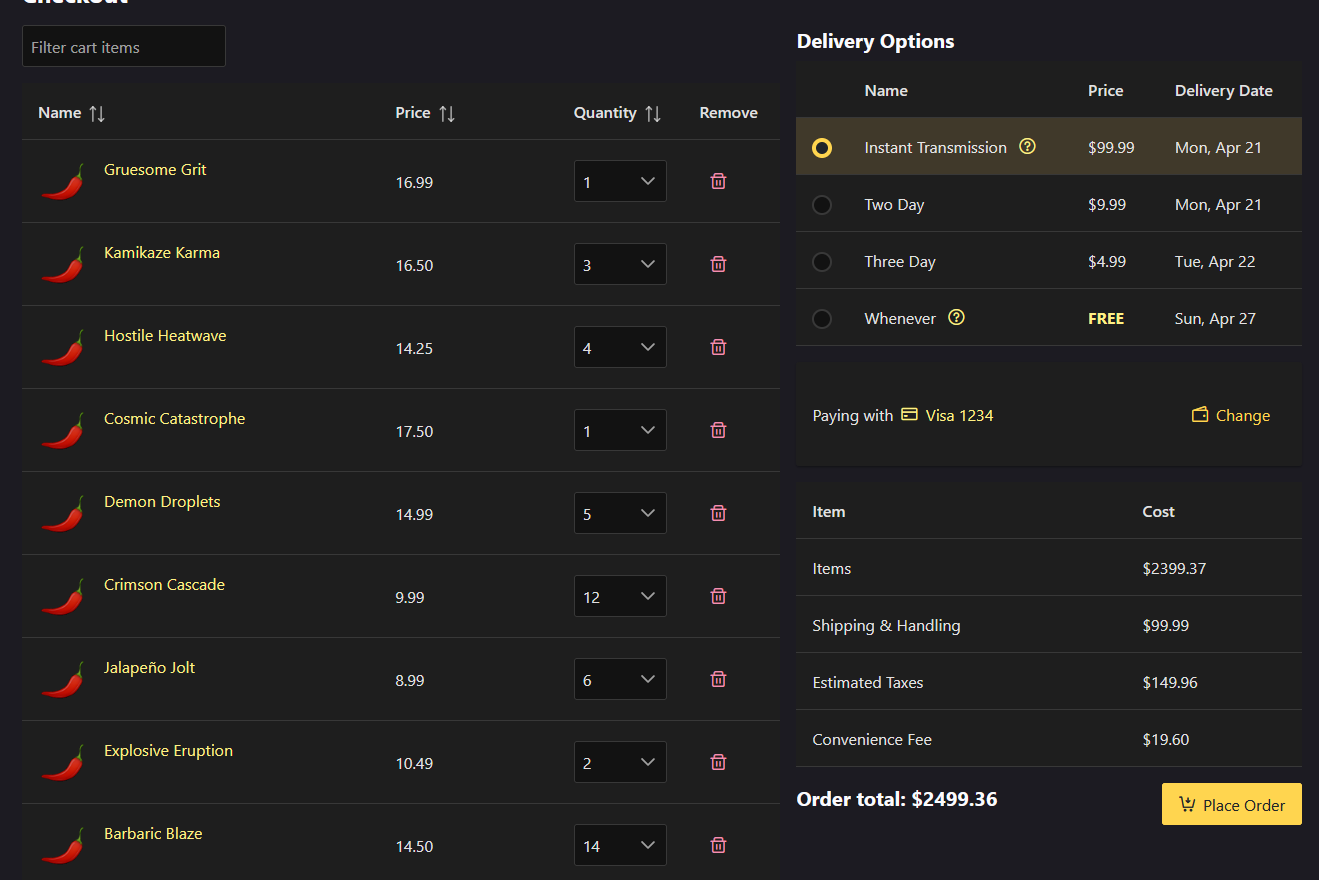 Checkout
Filter cart items
Name Price Quantity Remove
Gruesome Grit 16.99 1
Kamikaze Karma 16.50 3
Hostile Heatwave 14.25 4
Cosmic Catastrophe 17.50 1
Demon Droplets 14.99 5
Crimson Cascade 9.99 12
Jalapeño Jolt 8.99 6
Explosive Eruption 10.49 2
Barbaric Blaze 14.50 14
Delivery Options
Name Price Delivery Date
Instant Transmission $99.99 Mon, Apr 21
Two Day $9.99 Mon, Apr 21
Three Day $4.99 Tue, Apr 22
Whenever FREE Sun, Apr 27
Paying with Visa 1234 Change
Item Cost
Items $2399.37
Shipping & Handling $99.99
Estimated Taxes $149.96
Convenience Fee $19.60
Order total: $2499.36 Place Order